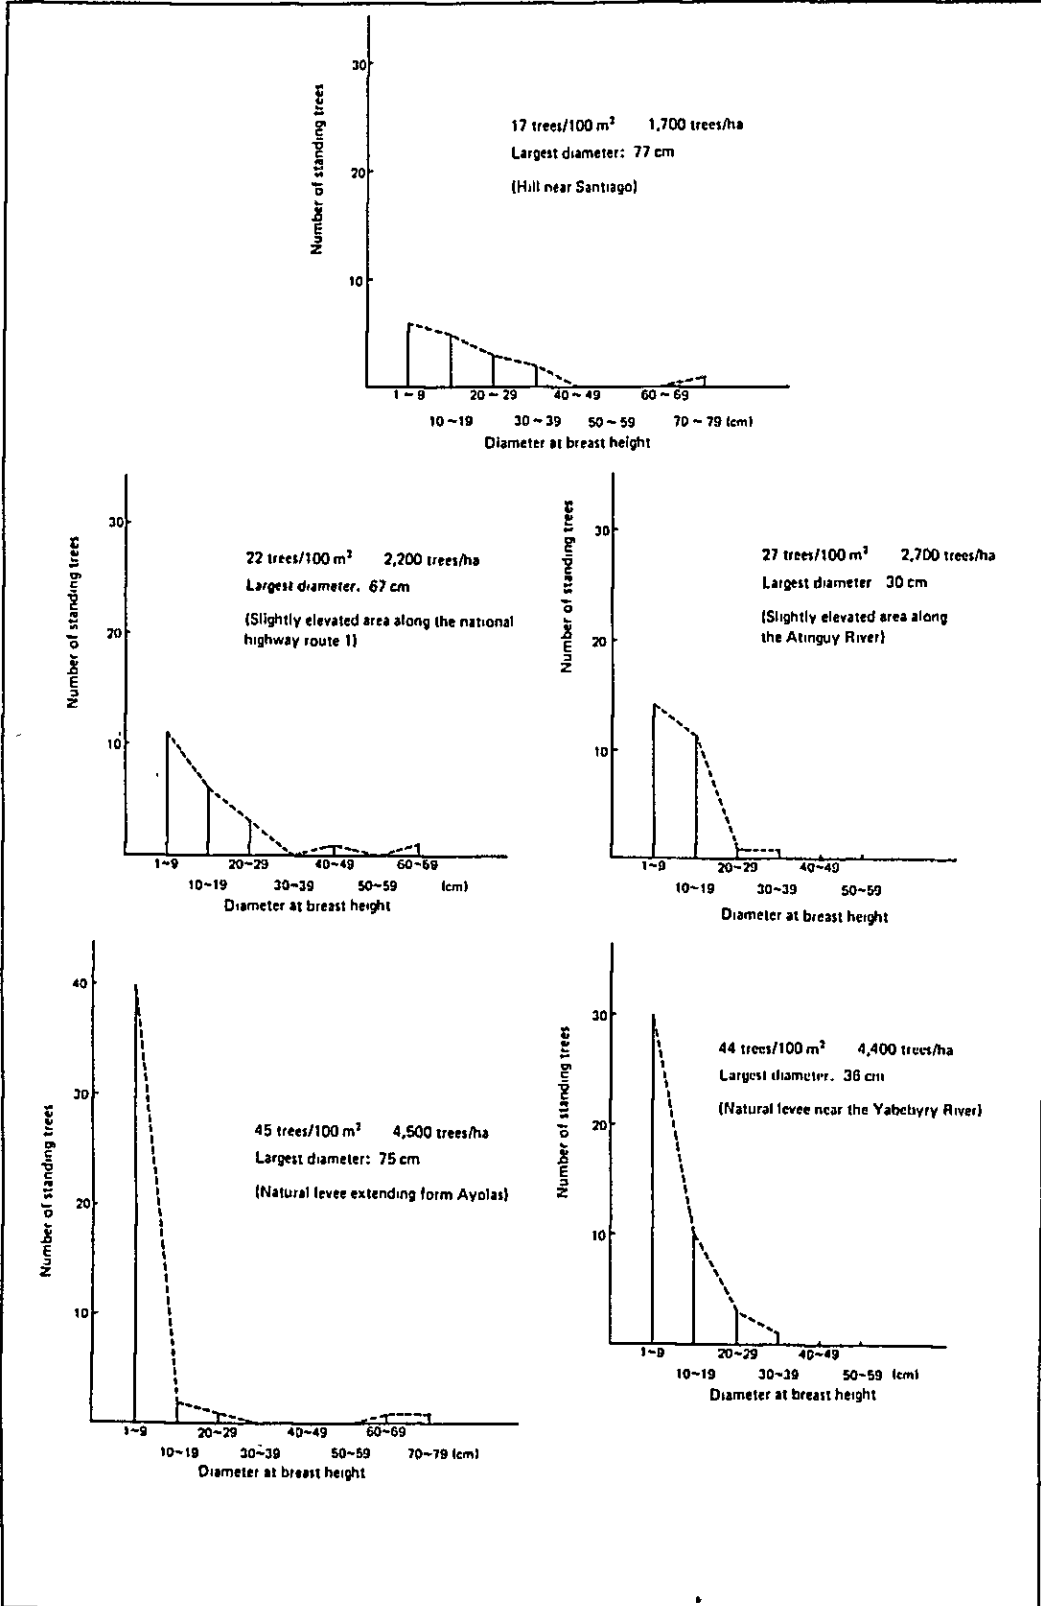 30
20
10
Number of standing trees
17 trees/100 m² 1,700 trees/ha
Largest diameter: 77 cm
(Hill near Santiago)
1~9 20~29 40~49 60~69
10~19 30~39 50~59 70~79 (cm)
Diameter at breast height
30
20
10
Number of standing trees
22 trees/100 m² 2,200 trees/ha
Largest diameter. 67 cm
(Slightly elevated area along the national
highway route 1)
1~9 20~29 40~49 60~69
10~19 30~39 50~59 (cm)
Diameter at breast height
30
20
10
Number of standing trees
27 trees/100 m² 2,700 trees/ha
Largest diameter 30 cm
(Slightly elevated area along
the Atinguy River)
1~9 20~29 40~49
10~19 30~39 50~59
Diameter at breast height
40
30
20
10
Number of standing trees
45 trees/100 m² 4,500 trees/ha
Largest diameter: 75 cm
(Natural levee extending form Ayolas)
1~9 20~29 40~49 60~69
10~19 30~39 50~59 70~79 (cm)
Diameter at breast height
30
20
10
Number of standing trees
44 trees/100 m² 4,400 trees/ha
Largest diameter. 36 cm
(Natural levee near the Yabebyry River)
1~9 20~29 40~49
10~19 30~39 50~59 (cm)
Diameter at breast height